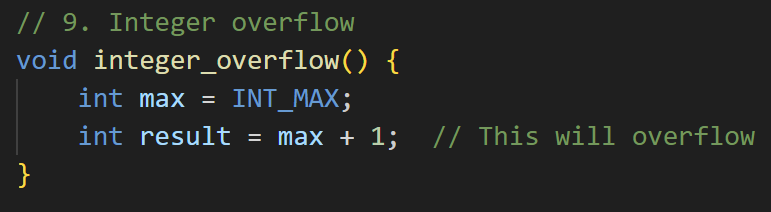 // 9. Integer overflow
void integer_overflow() {
    int max = INT_MAX;
    int result = max + 1;  // This will overflow
}